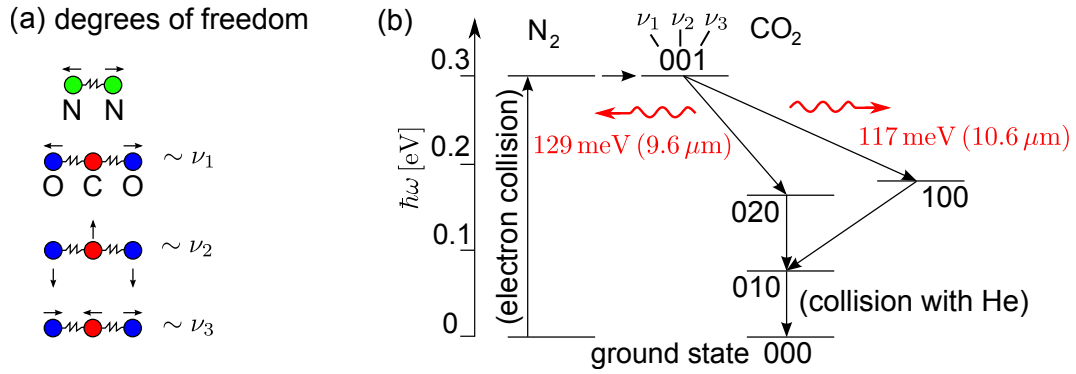 (a) degrees of freedom
N N
O C O
~ ν₁
~ ν₂
~ ν₃
(b)
ħω [eV]
0.3
0.2
0.1
0
N₂
(electron collision)
ν₁ ν₂ ν₃
CO₂
001
129 meV (9.6 μm)
117 meV (10.6 μm)
100
020
010
(collision with He)
ground state 000